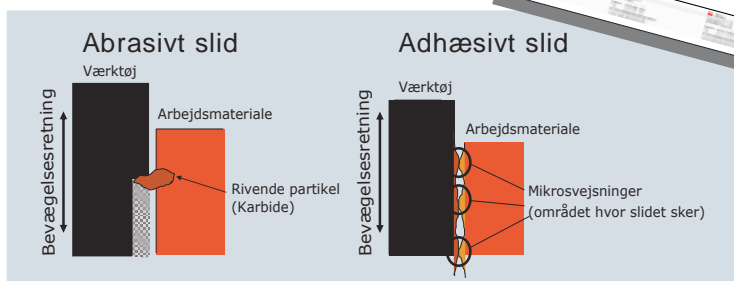 Abrasivt slid
Værktøj
Arbejdsmateriale
Bevægelsesretning
Rivende partikel
(Karbide)
Adhæsivt slid
Værktøj
Arbejdsmateriale
Bevægelsesretning
Mikrosvejsninger
(området hvor slidet sker)